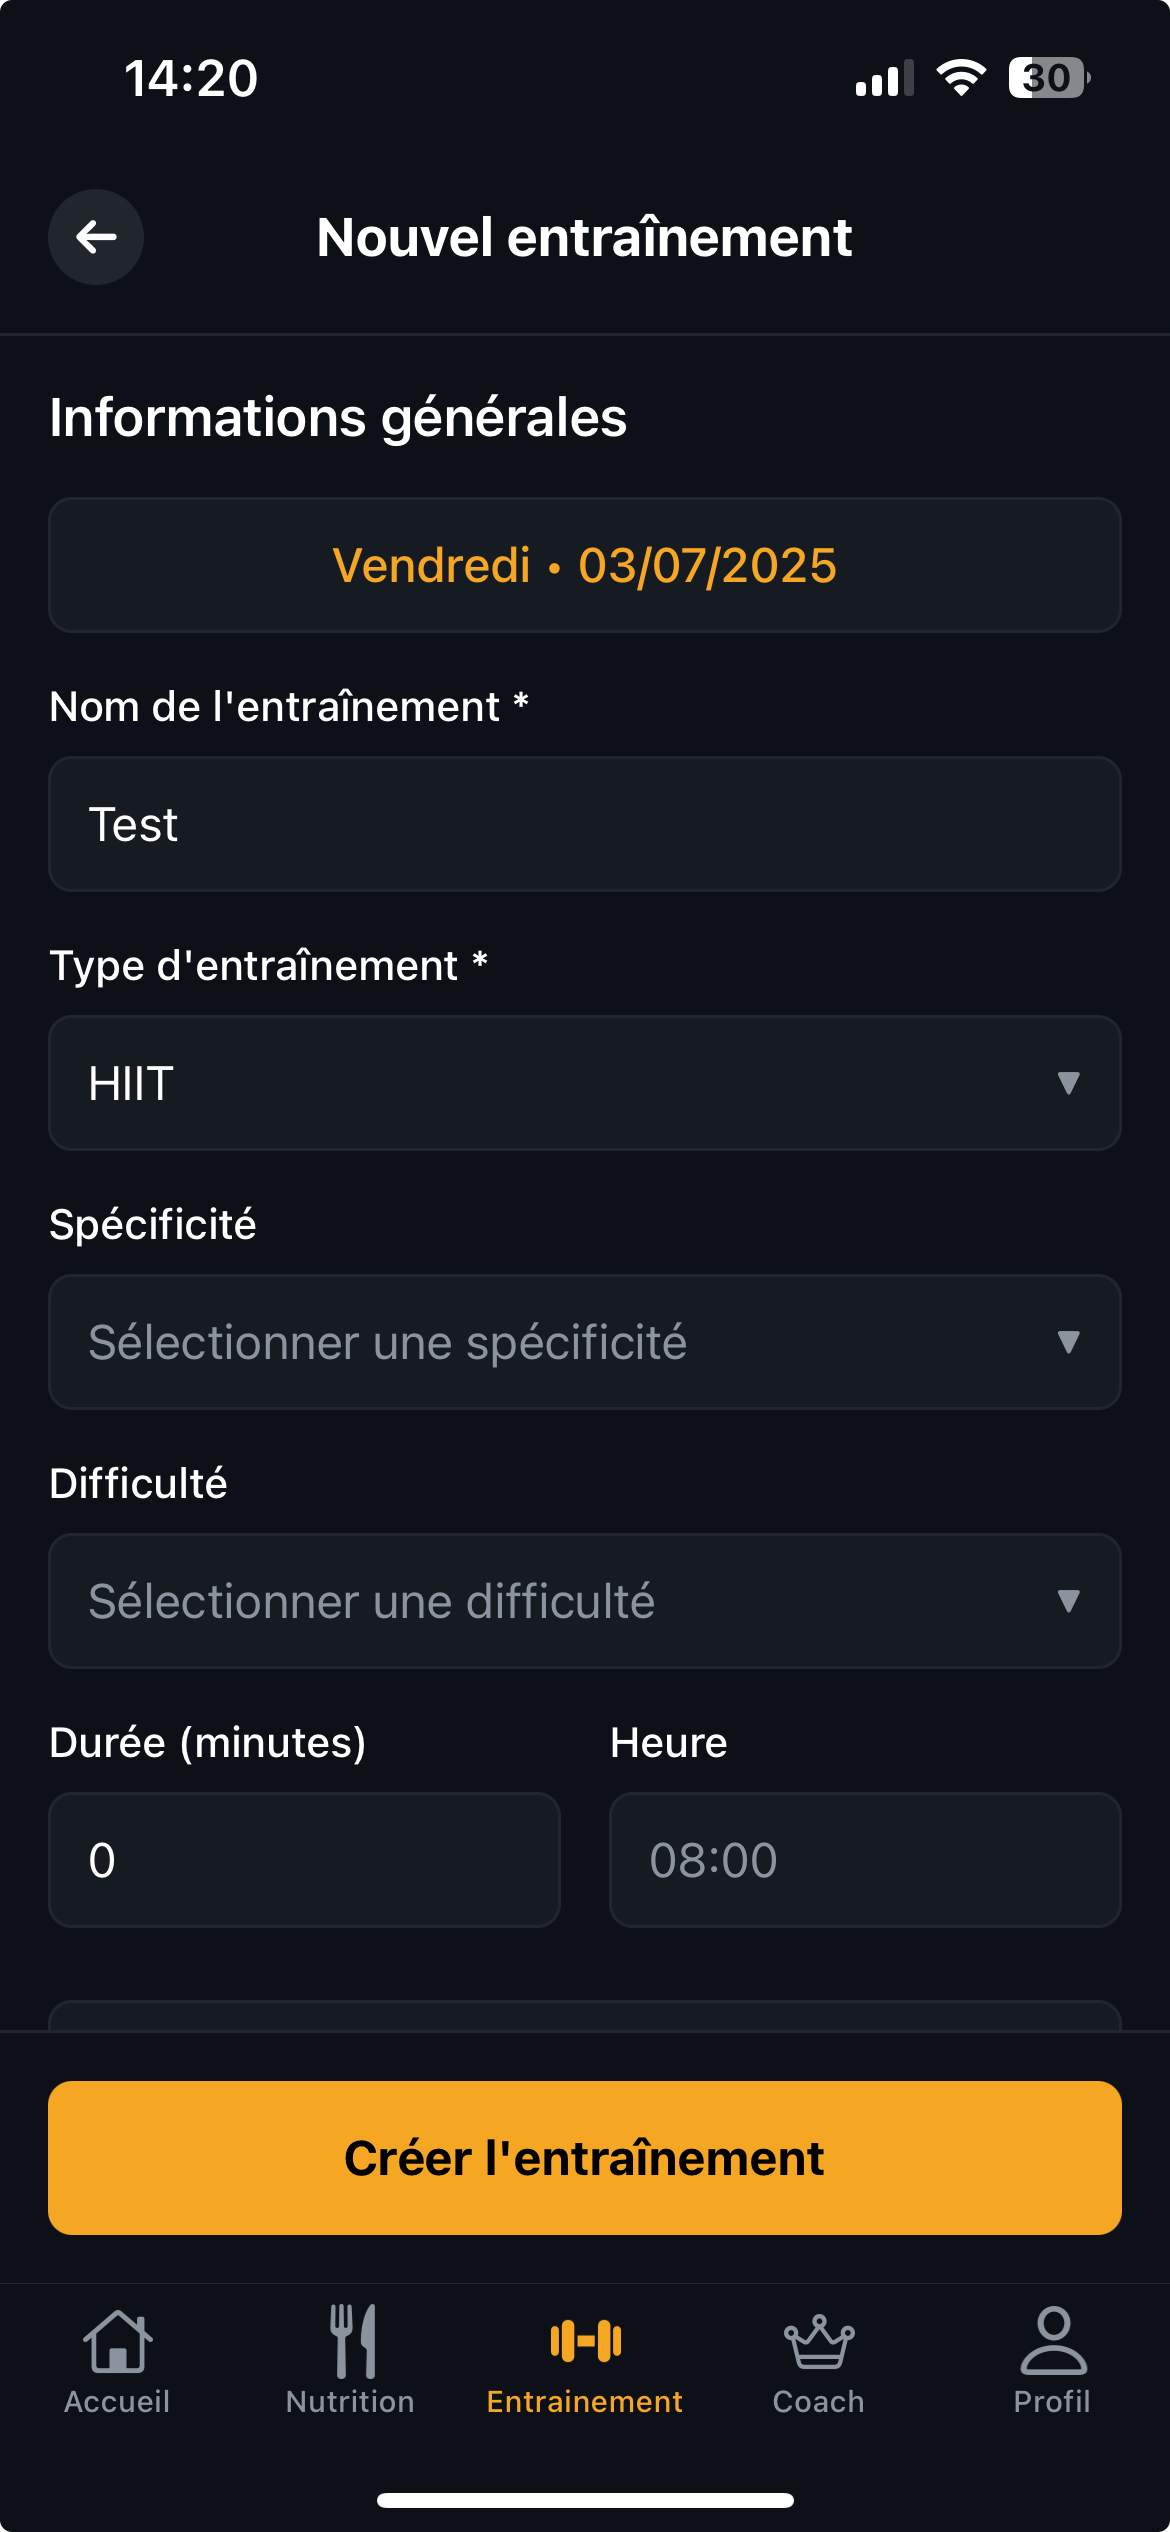 14:20
30
Nouvel entraînement
Informations générales
Vendredi • 03/07/2025
Nom de l'entraînement *
Test
Type d'entraînement *
HIIT
Spécificité
Sélectionner une spécificité
Difficulté
Sélectionner une difficulté
Durée (minutes) Heure
0 08:00
Créer l'entraînement
Accueil Nutrition Entrainement Coach Profil